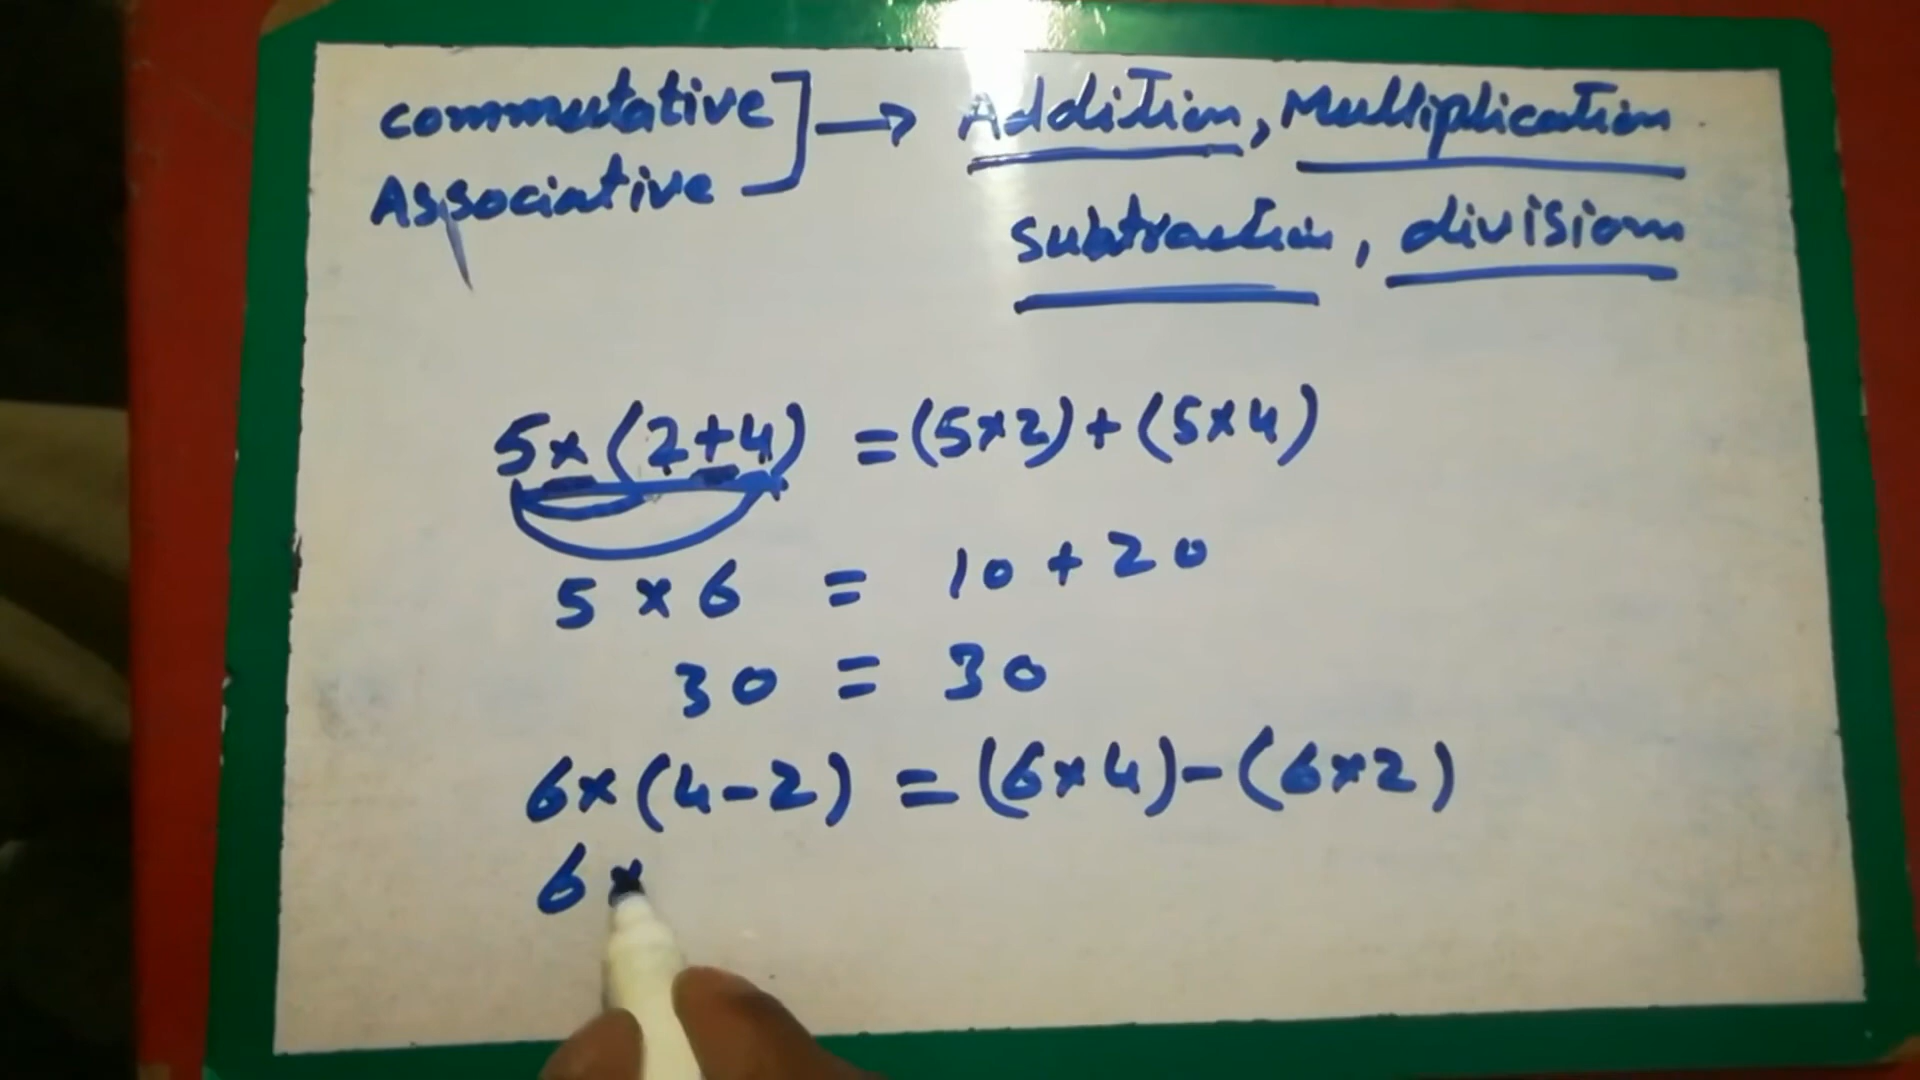 commutative ] → Addition, Multiplication
Associative
subtraction, division
5×(2+4) = (5×2)+(5×4)
5 × 6 = 10 + 20
30 = 30
6×(4-2) = (6×4)-(6×2)
6 ×